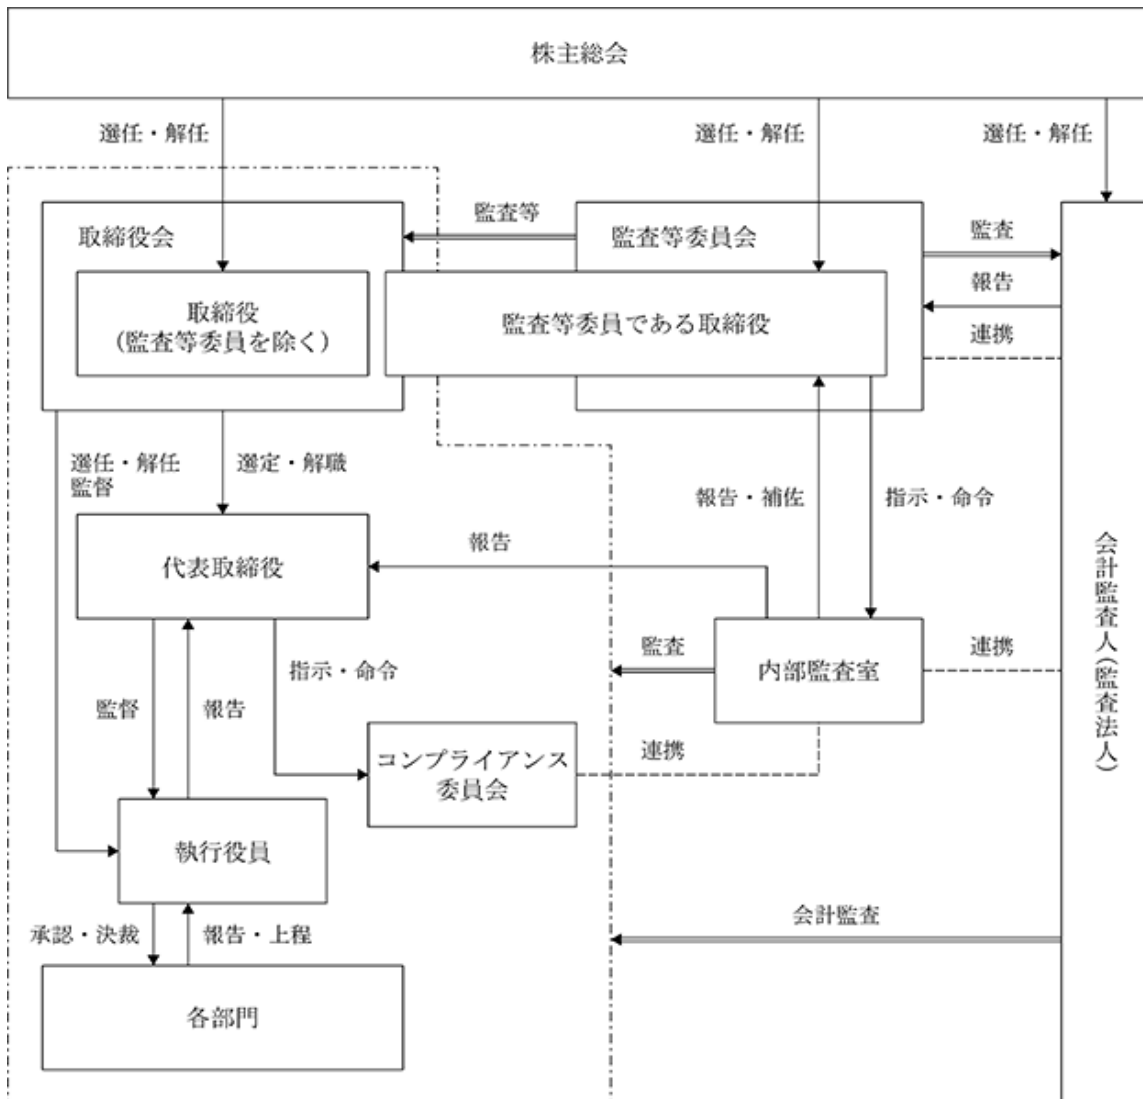 株主総会
選任・解任
選任・解任
選任・解任
監査等
取締役会
監査等委員会
監査
報告
連携
取締役
(監査等委員を除く)
監査等委員である取締役
選任・解任
監督
選定・解職
報告・補佐
指示・命令
報告
代表取締役
会計監査人(監査法人)
監査
内部監査室
連携
指示・命令
監督
報告
連携
コンプライアンス
委員会
執行役員
承認・決裁
報告・上程
会計監査
各部門